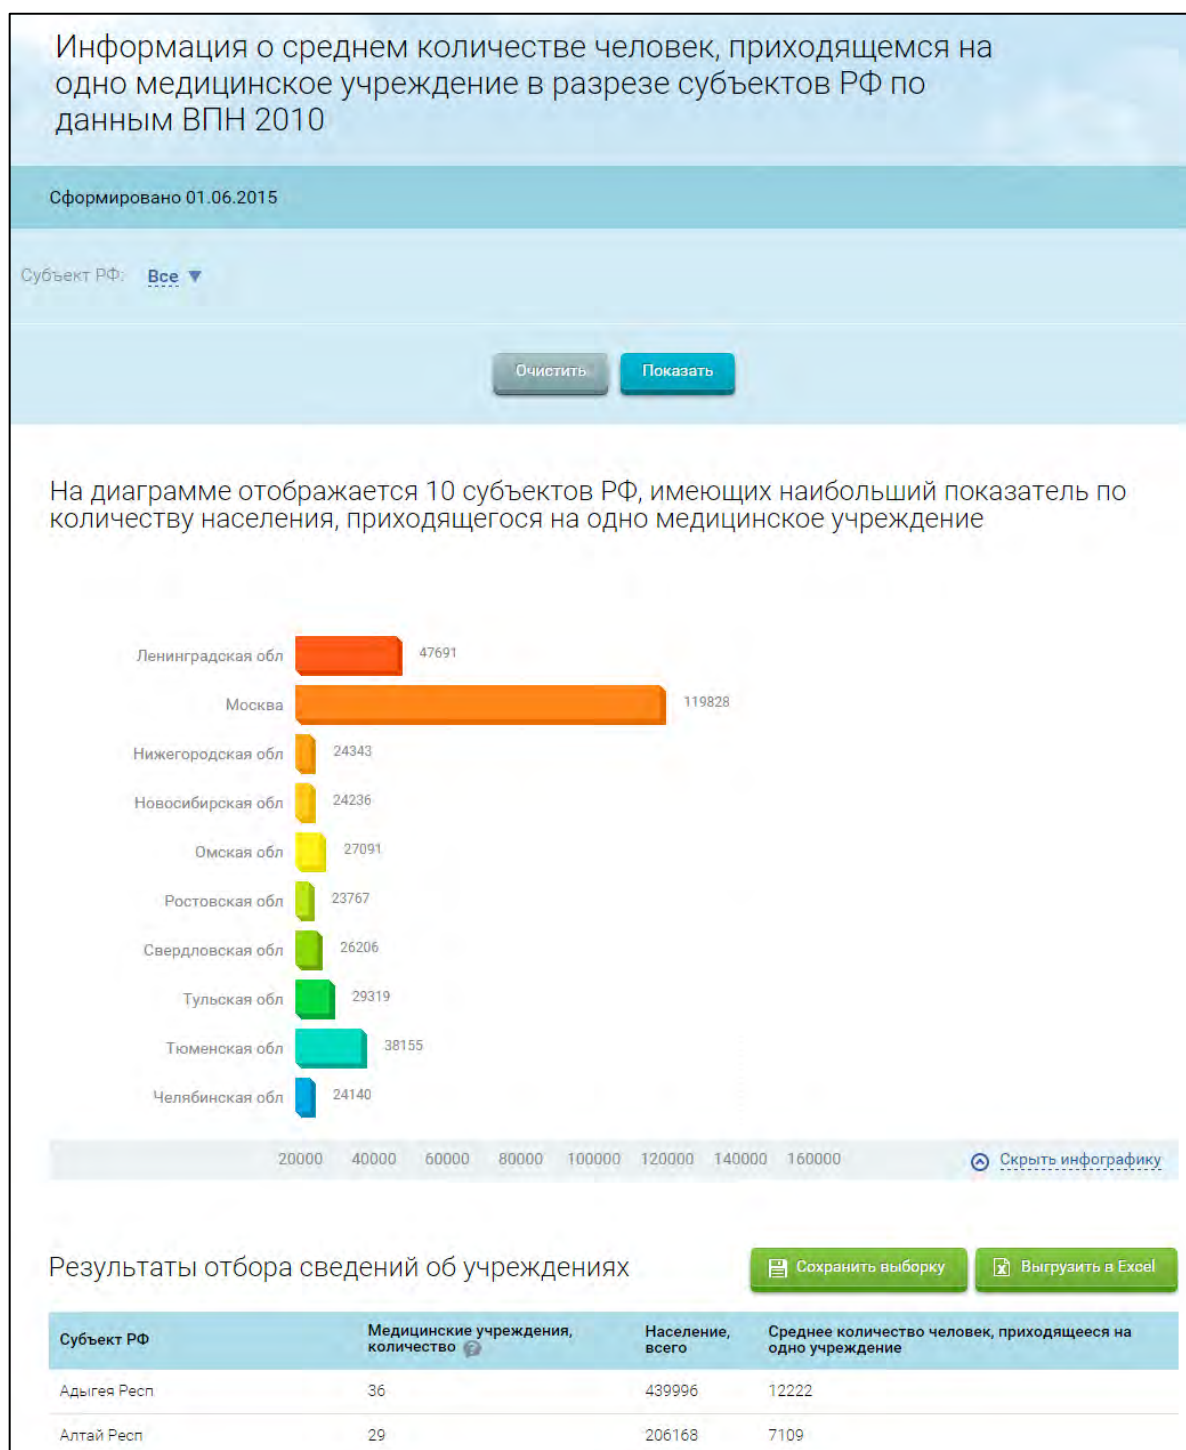 Информация о среднем количестве человек, приходящемся на
одно медицинское учреждение в разрезе субъектов РФ по
данным ВПН 2010
Сформировано 01.06.2015
Субъект РФ: Все
Очистить Показать
На диаграмме отображается 10 субъектов РФ, имеющих наибольший показатель по
количеству населения, приходящегося на одно медицинское учреждение
Ленинградская обл 47691
Москва 119828
Нижегородская обл 24343
Новосибирская обл 24236
Омская обл 27091
Ростовская обл 23767
Свердловская обл 26206
Тульская обл 29319
Тюменская обл 38155
Челябинская обл 24140
20000 40000 60000 80000 100000 120000 140000 160000 Скрыть инфографику
Результаты отбора сведений об учреждениях Сохранить выборку Выгрузить в Excel
Субъект РФ Медицинские учреждения, количество Население, всего Среднее количество человек, приходящееся на одно учреждение
Адыгея Респ 36 439996 12222
Алтай Респ 29 206168 7109